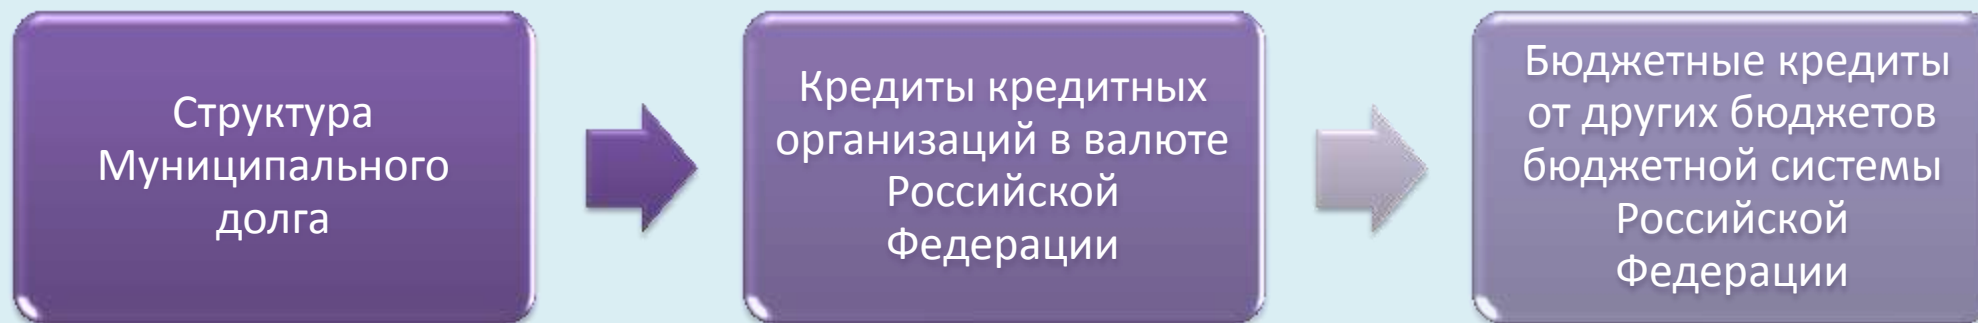 Структура
Муниципального
долга
Кредиты кредитных
организаций в валюте
Российской
Федерации
Бюджетные кредиты
от других бюджетов
бюджетной системы
Российской
Федерации